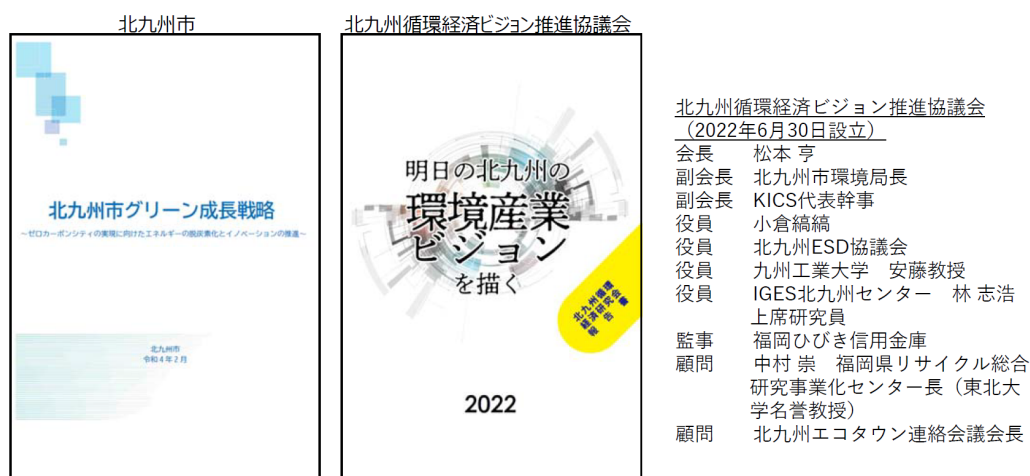 北九州市
北九州市グリーン成長戦略
～ゼロカーボンシティの実現に向けたエネルギーの脱炭素化とイノベーションの推進～
北九州市
令和4年2月
北九州循環経済ビジョン推進協議会
明日の北九州の
環境産業
ビジョン
を描く
北九州循環
経済研究会
報告書
2022
北九州循環経済ビジョン推進協議会
（2022年6月30日設立）
会長 松本 亨
副会長 北九州市環境局長
副会長 KICS代表幹事
役員 小倉縞縞
役員 北九州ESD協議会
役員 九州工業大学 安藤教授
役員 IGES北九州センター 林 志浩
上席研究員
監事 福岡ひびき信用金庫
顧問 中村 崇 福岡県リサイクル総合
研究事業化センター長（東北大
学名誉教授）
顧問 北九州エコタウン連絡会議会長